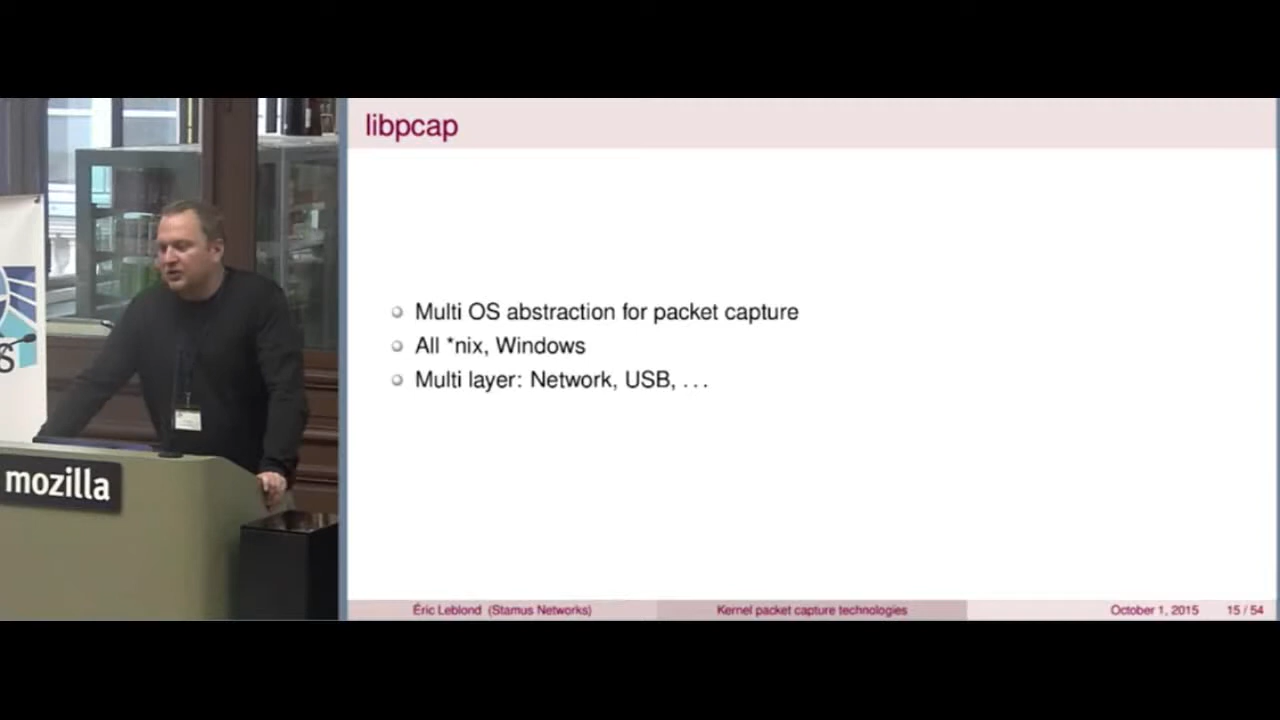 libpcap
Multi OS abstraction for packet capture
All *nix, Windows
Multi layer: Network, USB, . . .
Éric Leblond (Stamus Networks)
Kernel packet capture technologies
October 1, 2015
15 / 54
mozilla
S